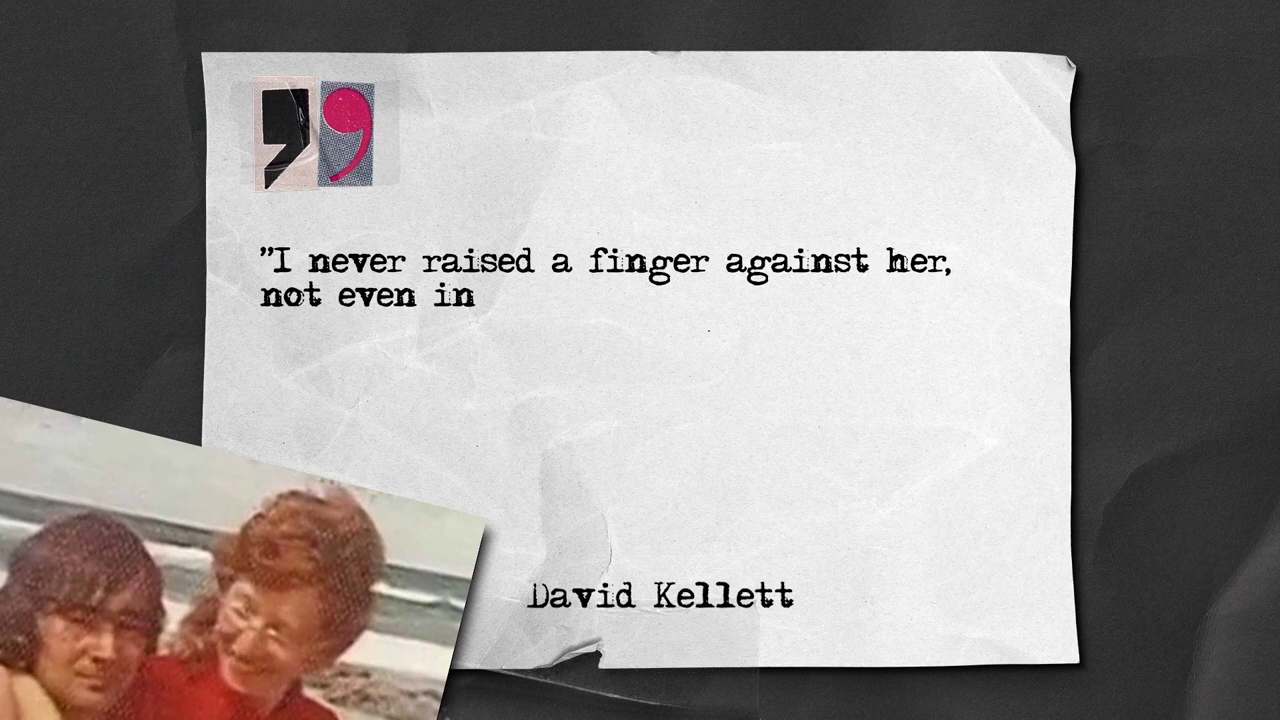 ”I never raised a finger against her,
not even in
David Kellett